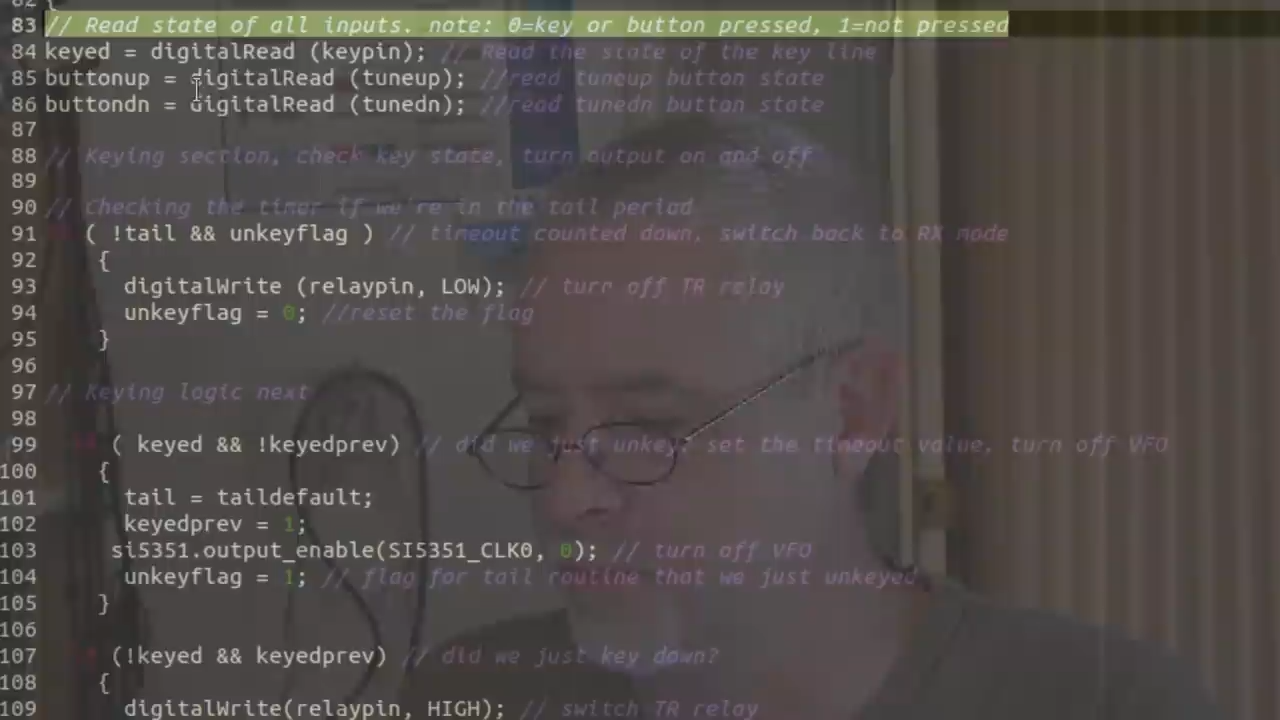 82 {
83 // Read state of all inputs. note: 0=key or button pressed, 1=not pressed
84 keyed = digitalRead (keypin); // Read the state of the key line
85 buttonup = digitalRead (tuneup); //read tuneup button state
86 buttondn = digitalRead (tunedn); //read tunedn button state
87
88 // Keying section, check key state, turn output on and off
89
90 // Checking the timer if we're in the tail period
91 ( !tail && unkeyflag ) // timeout counted down, switch back to RX mode
92 {
93 digitalWrite (relaypin, LOW); // turn off TR relay
94 unkeyflag = 0; //reset the flag
95 }
96
97 // Keying logic next
98
99 ( keyed && !keyedprev) // did we just unkey? set the timeout value, turn off VFO
100 {
101 tail = taildefault;
102 keyedprev = 1;
103 si5351.output_enable(SI5351_CLK0, 0); // turn off VFO
104 unkeyflag = 1; // flag for tail routine that we just unkeyed
105 }
106
107 (!keyed && keyedprev) // did we just key down?
108 {
109 digitalWrite(relaypin, HIGH); // switch TR relay